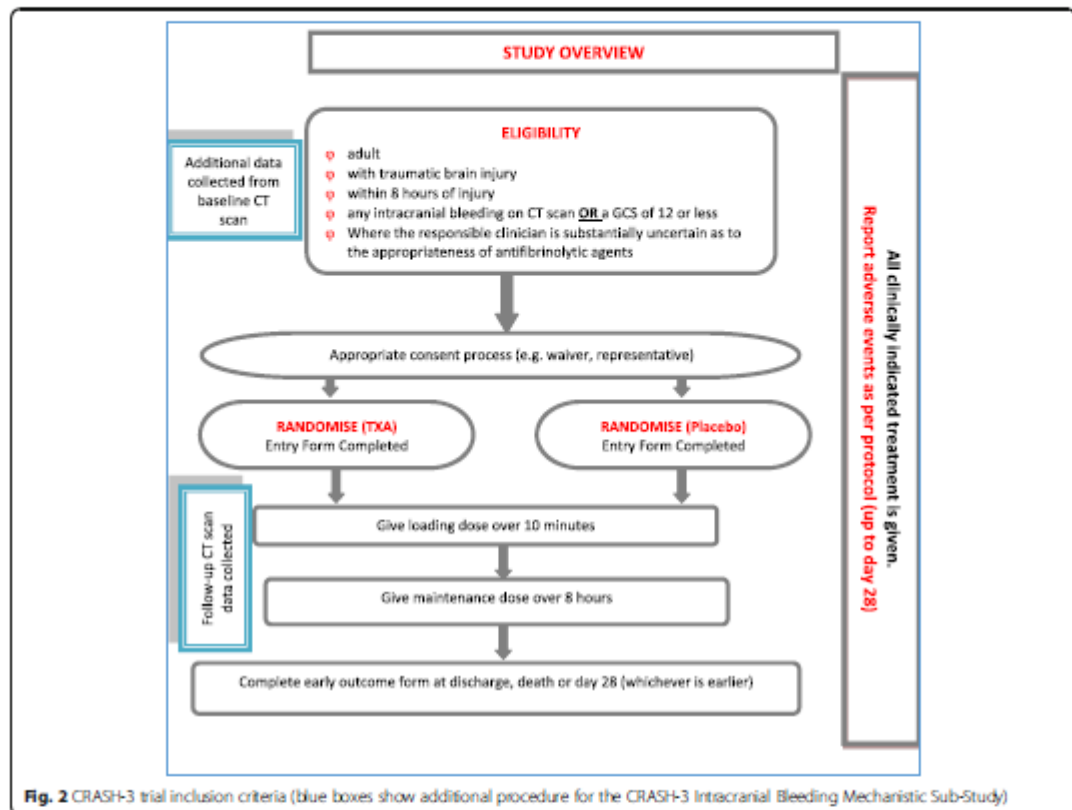 STUDY OVERVIEW
Additional data
collected from
baseline CT
scan
ELIGIBILITY
φ adult
φ with traumatic brain injury
φ within 8 hours of injury
φ any intracranial bleeding on CT scan OR a GCS of 12 or less
φ Where the responsible clinician is substantially uncertain as to
the appropriateness of antifibrinolytic agents
Appropriate consent process (e.g. waiver, representative)
RANDOMISE (TXA)
Entry Form Completed
RANDOMISE (Placebo)
Entry Form Completed
Follow-up CT scan
data collected
Give loading dose over 10 minutes
Give maintenance dose over 8 hours
Complete early outcome form at discharge, death or day 28 (whichever is earlier)
All clinically indicated treatment is given.
Report adverse events as per protocol (up to day 28)
Fig. 2 CRASH-3 trial inclusion criteria (blue boxes show additional procedure for the CRASH-3 Intracranial Bleeding Mechanistic Sub-Study)